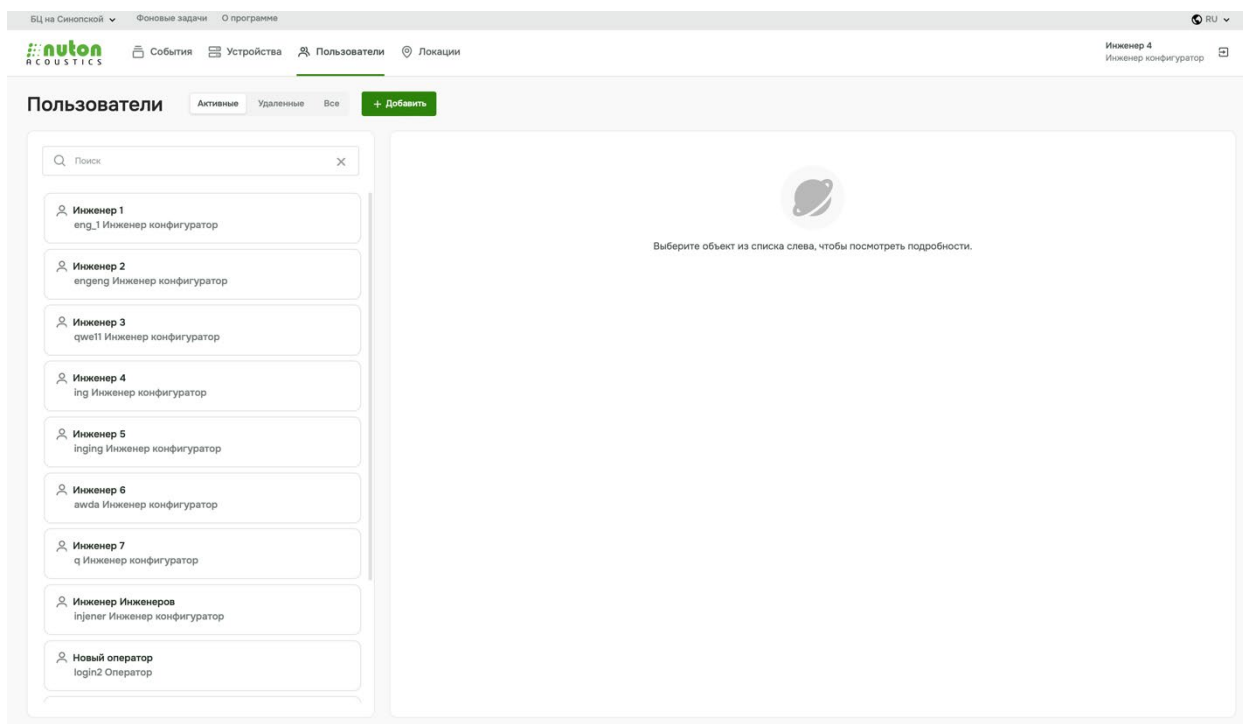 БЦ на Синопской Фоновые задачи О программе RU
nuton
ACOUSTICS
События Устройства Пользователи Локации
Инженер 4
Инженер конфигуратор
Пользователи Активные Удаленные Все + Добавить
Поиск
Инженер 1
eng_1 Инженер конфигуратор
Инженер 2
engeng Инженер конфигуратор
Инженер 3
qwe11 Инженер конфигуратор
Инженер 4
ing Инженер конфигуратор
Инженер 5
inging Инженер конфигуратор
Инженер 6
awda Инженер конфигуратор
Инженер 7
q Инженер конфигуратор
Инженер Инженеров
injener Инженер конфигуратор
Новый оператор
login2 Оператор
Выберите объект из списка слева, чтобы посмотреть подробности.